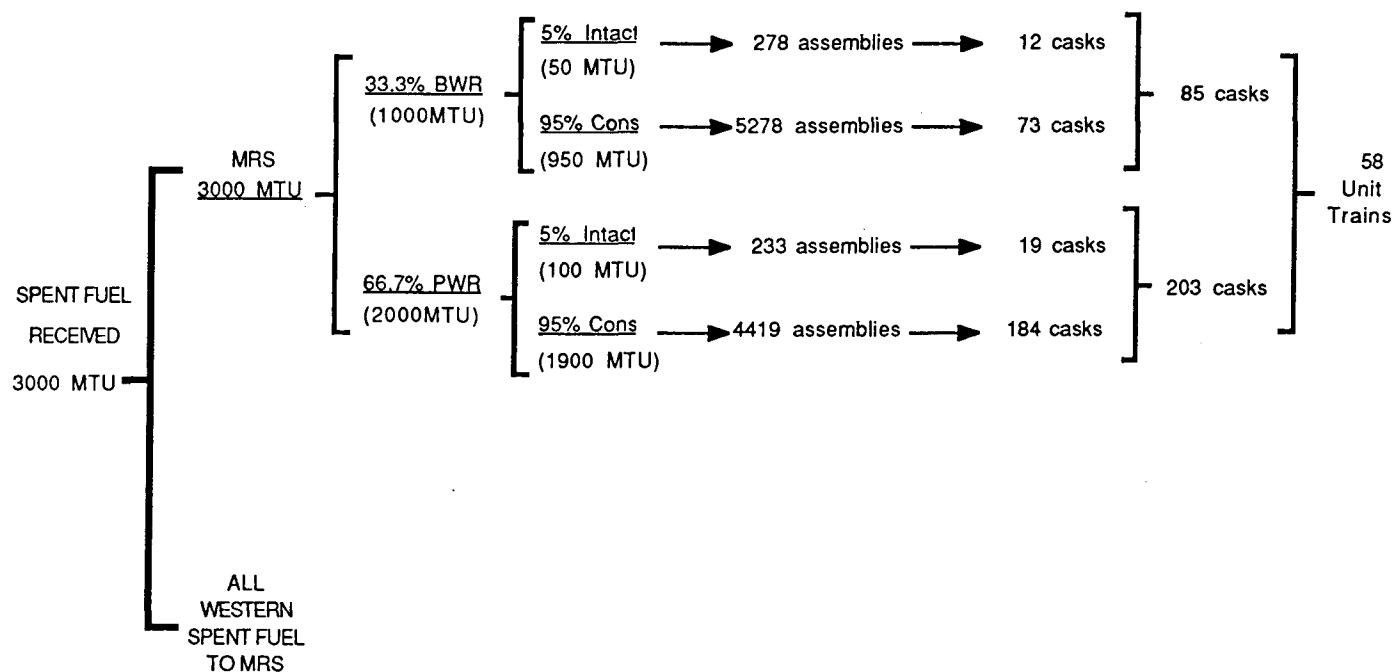 SPENT FUEL
RECEIVED
3000 MTU
MRS
3000 MTU
ALL
WESTERN
SPENT FUEL
TO MRS
33.3% BWR
(1000MTU)
66.7% PWR
(2000MTU)
5% Intact
(50 MTU)
278 assemblies
12 casks
95% Cons
(950 MTU)
5278 assemblies
73 casks
85 casks
5% Intact
(100 MTU)
233 assemblies
19 casks
95% Cons
(1900 MTU)
4419 assemblies
184 casks
203 casks
58
Unit
Trains